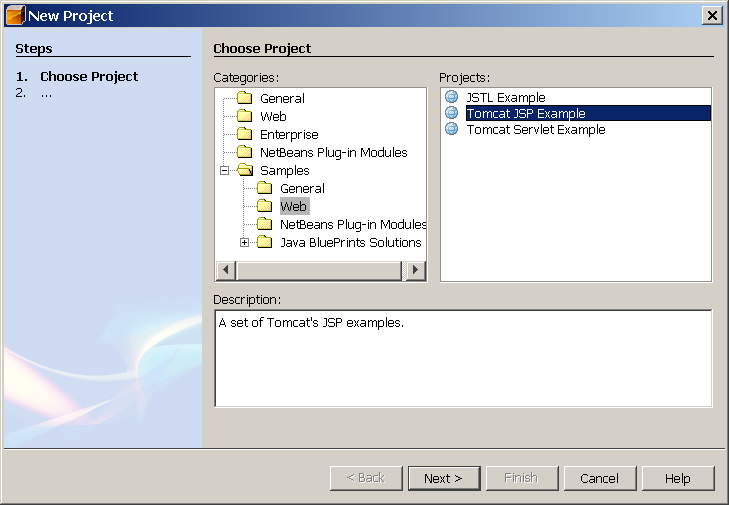 New Project
Steps
1. Choose Project
2. ...
Choose Project
Categories:
General
Web
Enterprise
NetBeans Plug-in Modules
Samples
General
Web
NetBeans Plug-in Modules
Java BluePrints Solutions
Projects:
JSTL Example
Tomcat JSP Example
Tomcat Servlet Example
Description:
A set of Tomcat's JSP examples.
< Back
Next >
Finish
Cancel
Help